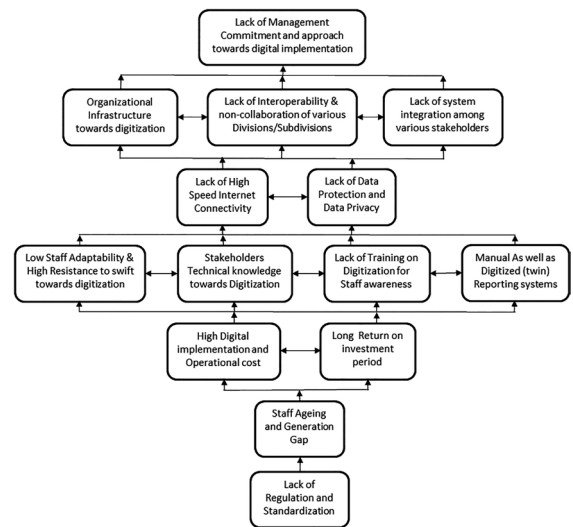 Lack of Management
Commitment and approach
towards digital implementation
Organizational
Infrastructure
towards digitization
Lack of Interoperability &
non-collaboration of various
Divisions/Subdivisions
Lack of system
integration among
various stakeholders
Lack of High
Speed Internet
Connectivity
Lack of Data
Protection and
Data Privacy
Low Staff Adaptability &
High Resistance to swift
towards digitization
Stakeholders
Technical knowledge
towards Digitization
Lack of Training on
Digitization for
Staff awareness
Manual As well as
Digitized (twin)
Reporting systems
High Digital
implementation and
Operational cost
Long Return on
investment
period
Staff Ageing
and Generation
Gap
Lack of
Regulation and
Standardization